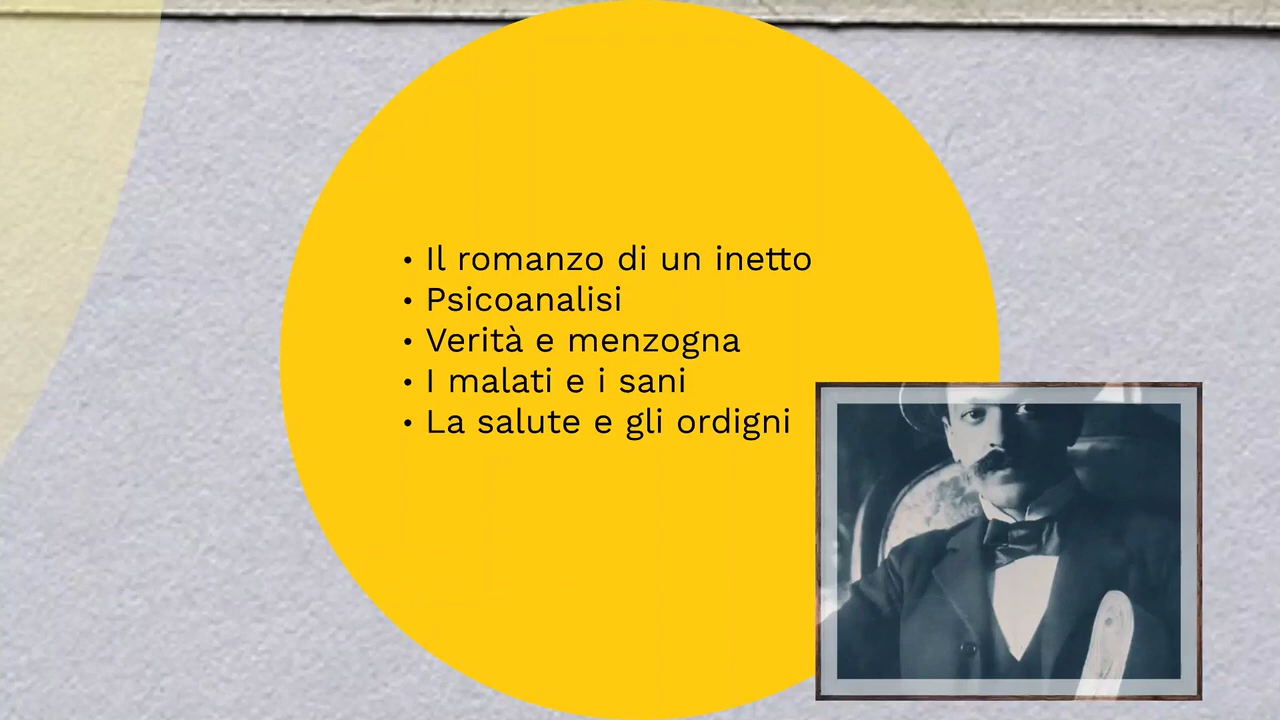 • Il romanzo di un inetto
• Psicoanalisi
• Verità e menzogna
• I malati e i sani
• La salute e gli ordigni